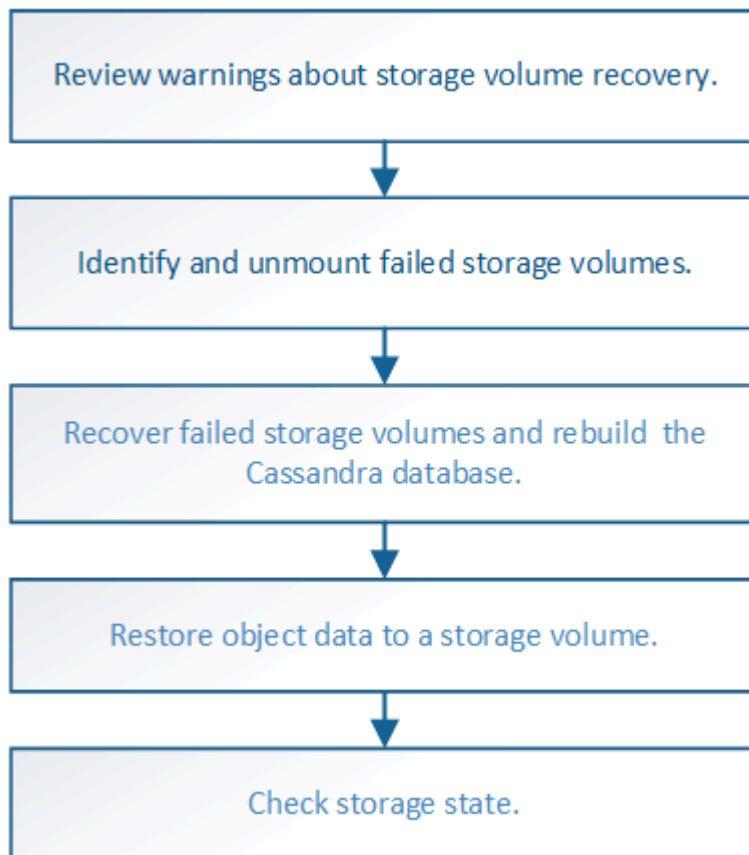 Review warnings about storage volume recovery.
Identify and unmount failed storage volumes.
Recover failed storage volumes and rebuild the
Cassandra database.
Restore object data to a storage volume.
Check storage state.